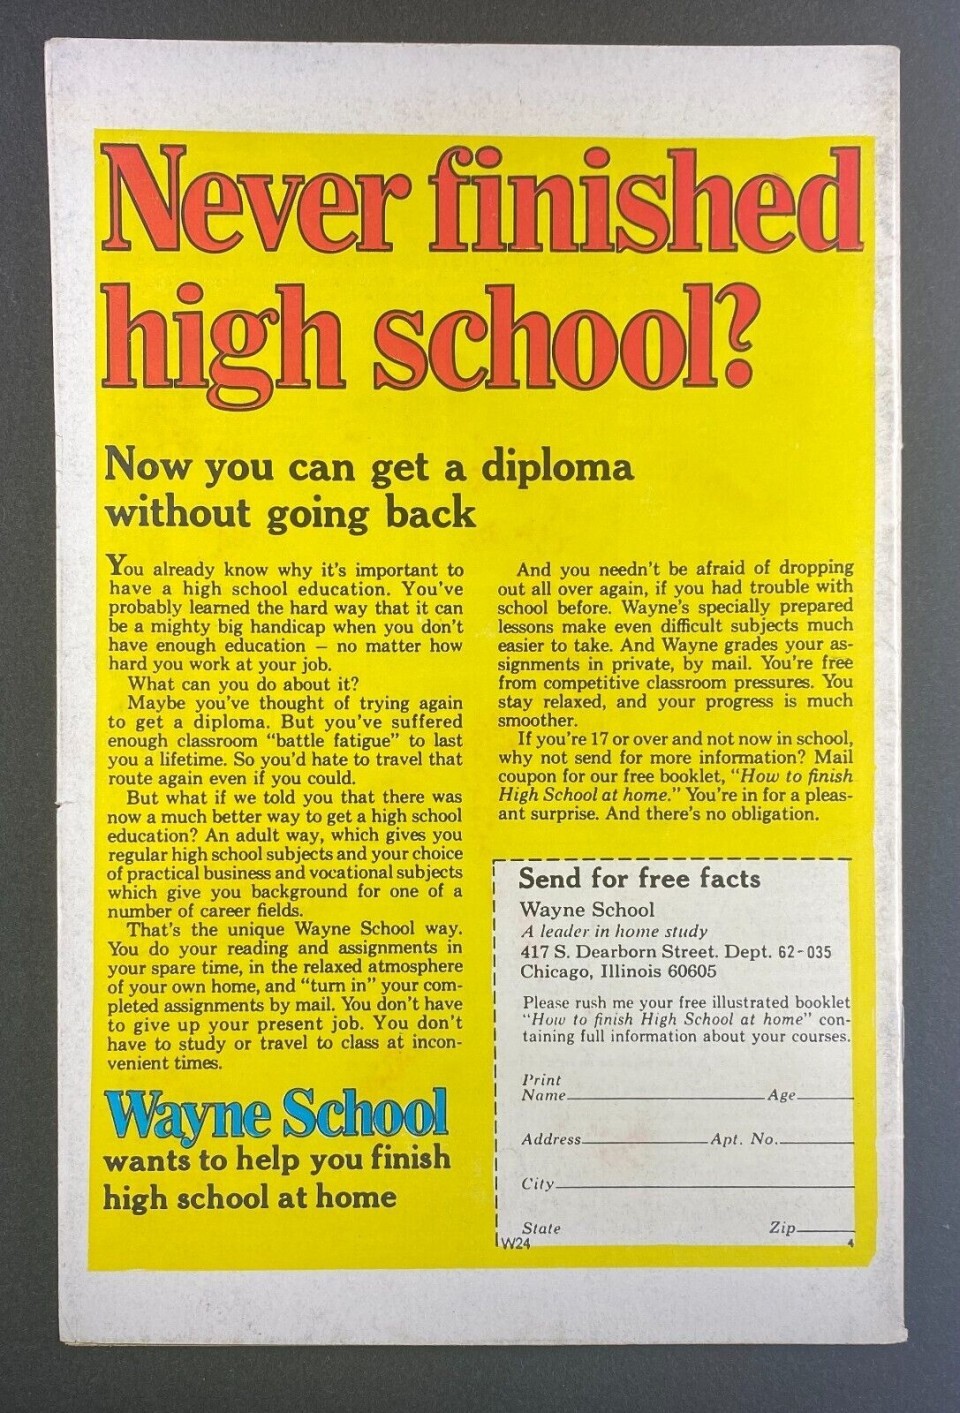 Never finished
high school?
Now you can get a diploma
without going back
You already know why it's important to
have a high school education. You've
probably learned the hard way that it can
be a mighty big handicap when you don't
have enough education — no matter how
hard you work at your job.
What can you do about it?
Maybe you've thought of trying again
to get a diploma. But you've suffered
enough classroom "battle fatigue" to last
you a lifetime. So you'd hate to travel that
route again even if you could.
But what if we told you that there was
now a much better way to get a high school
education? An adult way, which gives you
regular high school subjects and your choice
of practical business and vocational subjects
which give you background for one of a
number of career fields.
That's the unique Wayne School way.
You do your reading and assignments in
your spare time, in the relaxed atmosphere
of your own home, and "turn in" your com-
pleted assignments by mail. You don't have
to give up your present job. You don't
have to study or travel to class at incon-
venient times.
Wayne School
wants to help you finish
high school at home
And you needn't be afraid of dropping
out all over again, if you had trouble with
school before. Wayne's specially prepared
lessons make even difficult subjects much
easier to take. And Wayne grades your as-
signments in private, by mail. You're free
from competitive classroom pressures. You
stay relaxed, and your progress is much
smoother.
If you're 17 or over and not now in school,
why not send for more information? Mail
coupon for our free booklet, "How to finish
High School at home." You're in for a pleas-
ant surprise. And there's no obligation.
Send for free facts
Wayne School
A leader in home study
417 S. Dearborn Street. Dept. 62-035
Chicago, Illinois 60605
Please rush me your free illustrated booklet
"How to finish High School at home" con-
taining full information about your courses.
Print
Name Age
Address Apt. No.
City
State Zip
W24 4